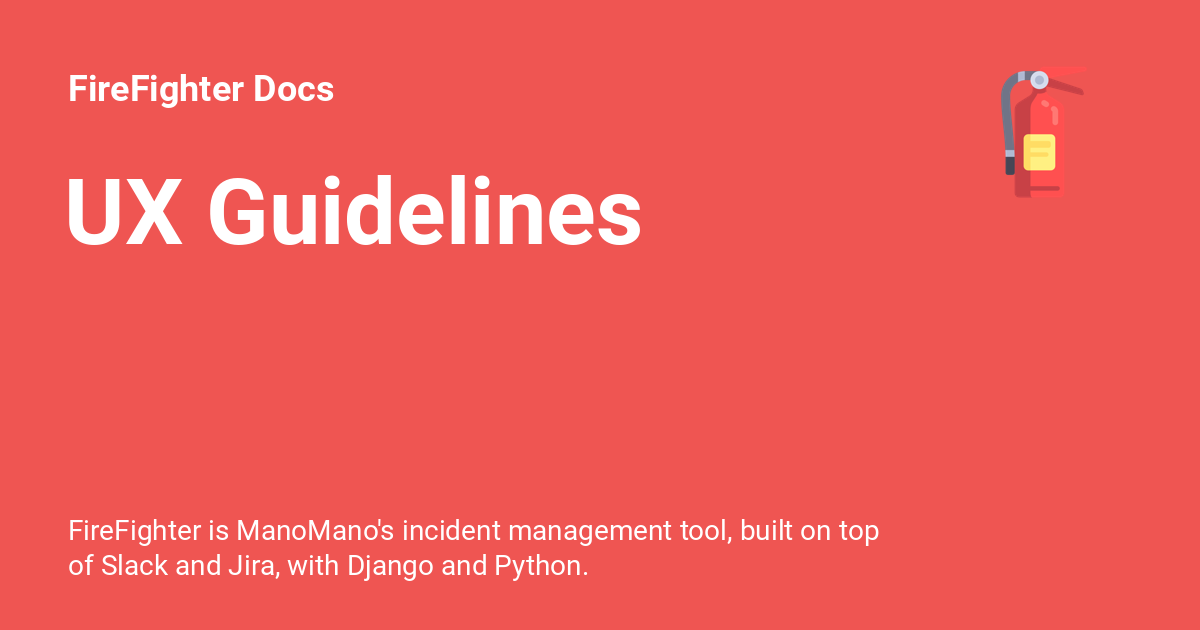 FireFighter Docs
UX Guidelines
FireFighter is ManoMano's incident management tool, built on top
of Slack and Jira, with Django and Python.